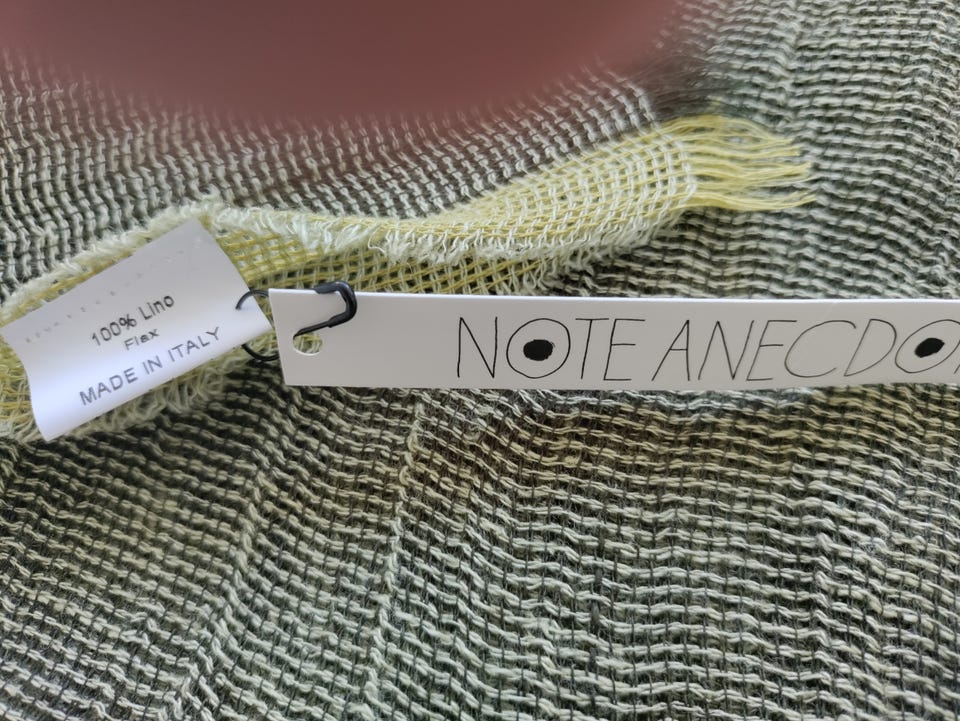 100% Lino
Flax
MADE IN ITALY
NOTE ANECDO